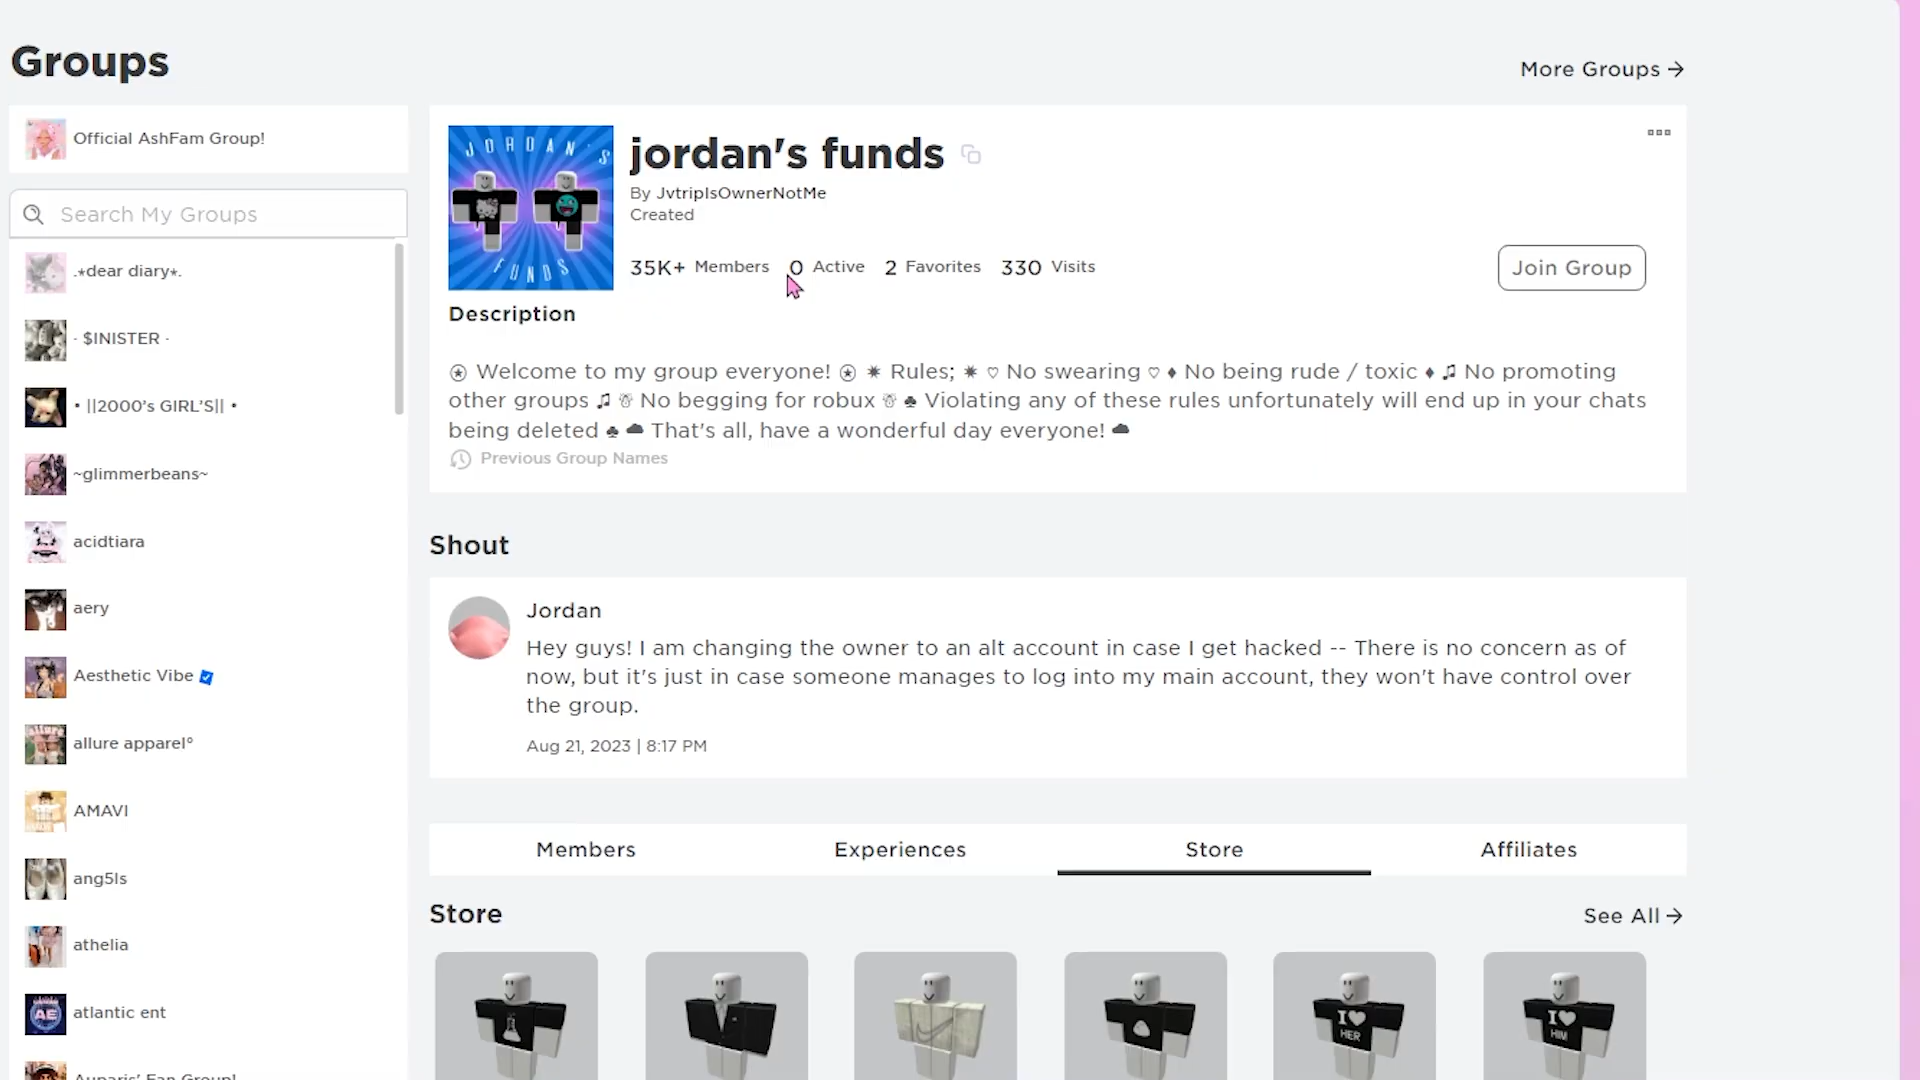 Groups
More Groups →
Official AshFam Group!
Search My Groups
.⋆dear diary⋆.
· $INISTER ·
• ||2000's GIRL'S|| •
~glimmerbeans~
acidtiara
aery
Aesthetic Vibe
allure apparel°
AMAVI
ang5ls
athelia
atlantic ent
Auparis' Fan Group!
JORDAN'S
FUNDS
jordan's funds
By JvtripIsOwnerNotMe
Created
35K+ Members 0 Active 2 Favorites 330 Visits
Join Group
Description
⍟ Welcome to my group everyone! ⍟ ✷ Rules; ✷ ♡ No swearing ♡ ♦ No being rude / toxic ♦ ♫ No promoting
other groups ♫ ☃ No begging for robux ☃ ♣ Violating any of these rules unfortunately will end up in your chats
being deleted ♣ ☁ That's all, have a wonderful day everyone! ☁
Previous Group Names
Shout
Jordan
Hey guys! I am changing the owner to an alt account in case I get hacked -- There is no concern as of
now, but it's just in case someone manages to log into my main account, they won't have control over
the group.
Aug 21, 2023 | 8:17 PM
Members Experiences Store Affiliates
Store
See All →
I ♥
HER
I ♥
HIM
AE